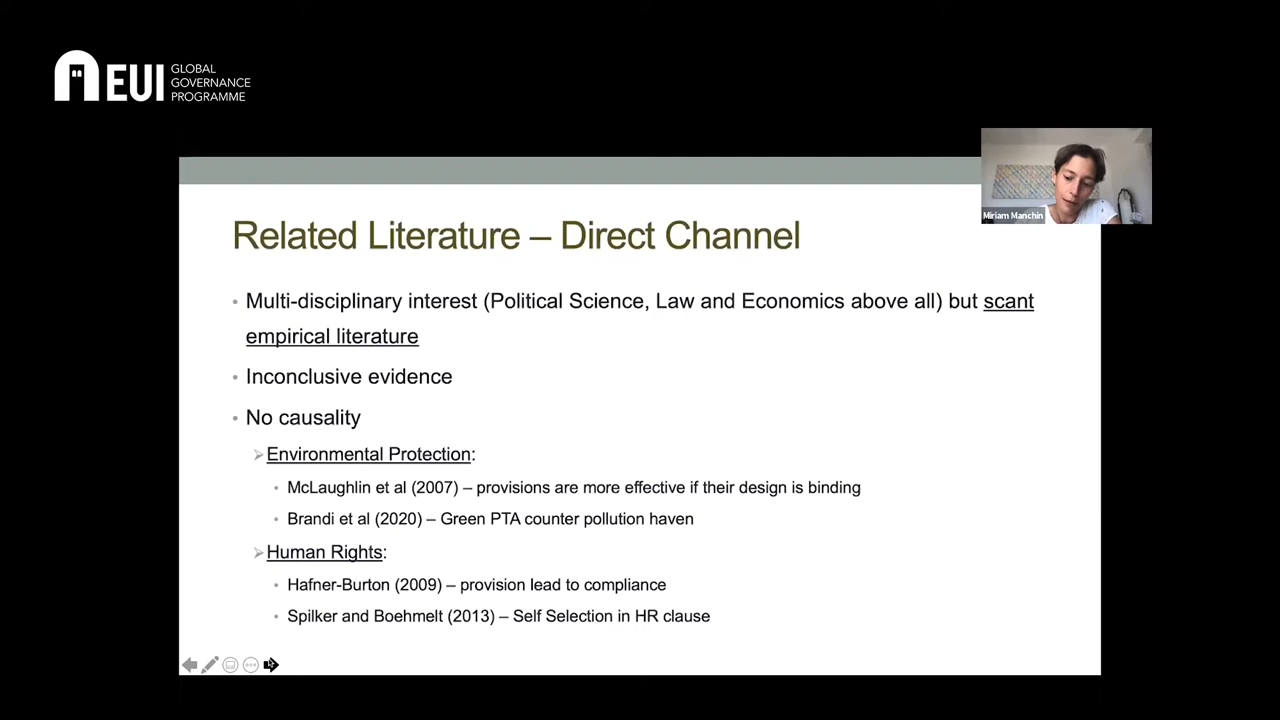 EUI
GLOBAL
GOVERNANCE
PROGRAMME
Miriam Manchin
Related Literature – Direct Channel
• Multi-disciplinary interest (Political Science, Law and Economics above all) but scant
empirical literature
• Inconclusive evidence
• No causality
➢ Environmental Protection:
• McLaughlin et al (2007) – provisions are more effective if their design is binding
• Brandi et al (2020) – Green PTA counter pollution haven
➢ Human Rights:
• Hafner-Burton (2009) – provision lead to compliance
• Spilker and Boehmelt (2013) – Self Selection in HR clause